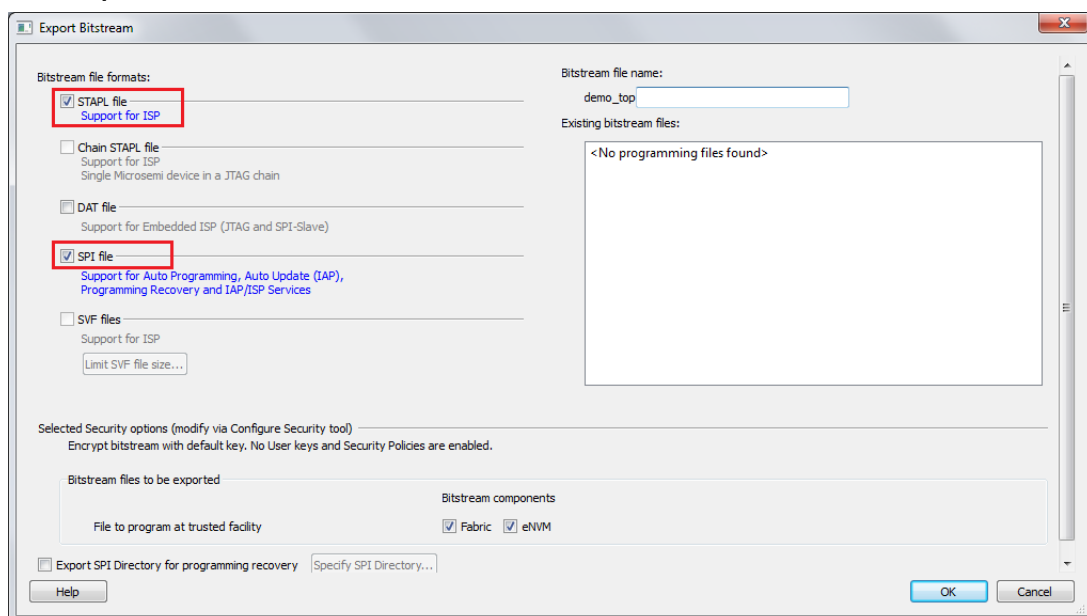 Export Bitstream
Bitstream file formats:
STAPL file
Support for ISP
Chain STAPL file
Support for ISP
Single Microsemi device in a JTAG chain
DAT file
Support for Embedded ISP (JTAG and SPI-Slave)
SPI file
Support for Auto Programming, Auto Update (IAP),
Programming Recovery and IAP/ISP Services
SVF files
Support for ISP
Limit SVF file size...
Bitstream file name:
demo_top
Existing bitstream files:
<No programming files found>
Selected Security options (modify via Configure Security tool)
Encrypt bitstream with default key. No User keys and Security Policies are enabled.
Bitstream files to be exported
Bitstream components
File to program at trusted facility
Fabric eNVM
Export SPI Directory for programming recovery Specify SPI Directory...
Help OK Cancel